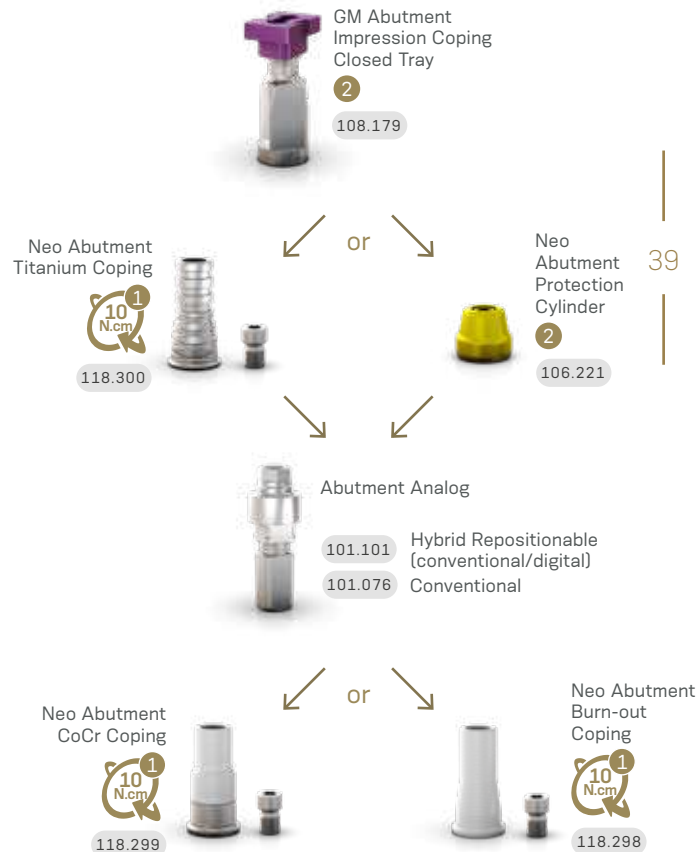 GM Abutment
Impression Coping
Closed Tray
2
108.179
or
Neo Abutment
Titanium Coping
1
10
N.cm
118.300
Neo
Abutment
Protection
Cylinder
2
106.221
39
Abutment Analog
101.101
Hybrid Repositionable
(conventional/digital)
101.076
Conventional
or
Neo Abutment
CoCr Coping
1
10
N.cm
118.299
Neo Abutment
Burn-out
Coping
1
10
N.cm
118.298